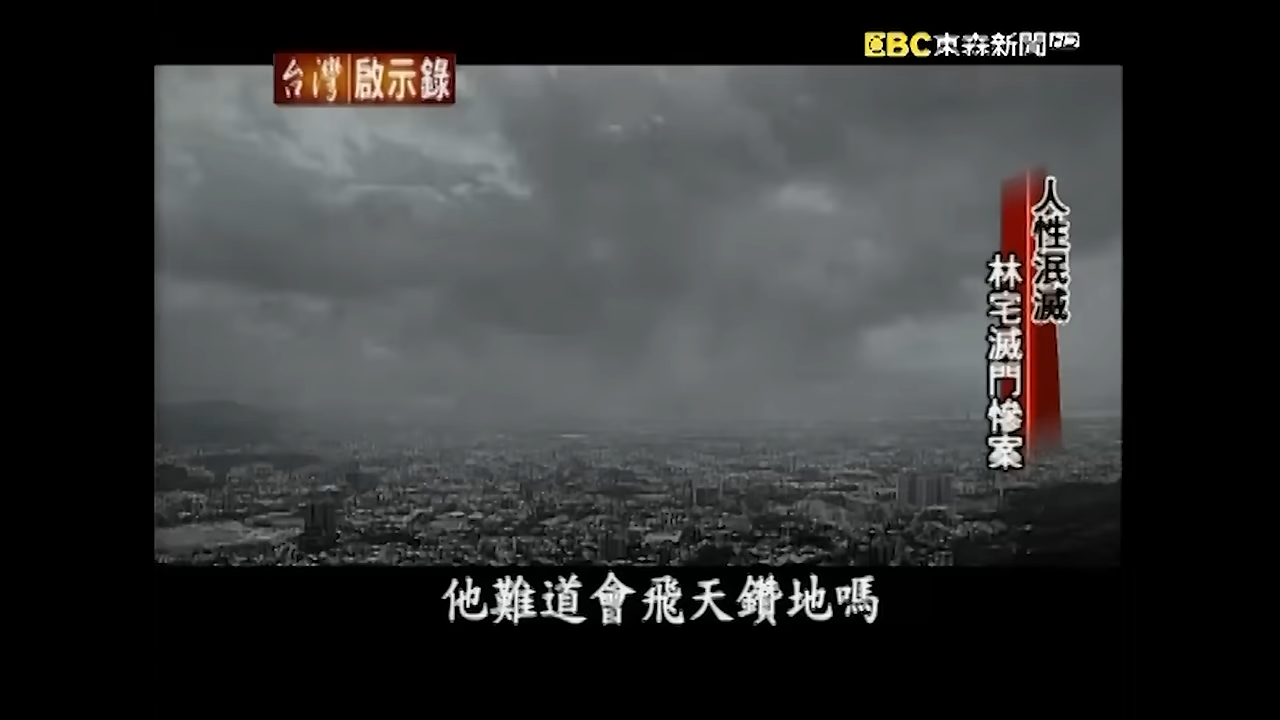 EBC東森新聞
台灣啟示錄
人性泯滅
林宅滅門慘案
他難道會飛天鑽地嗎